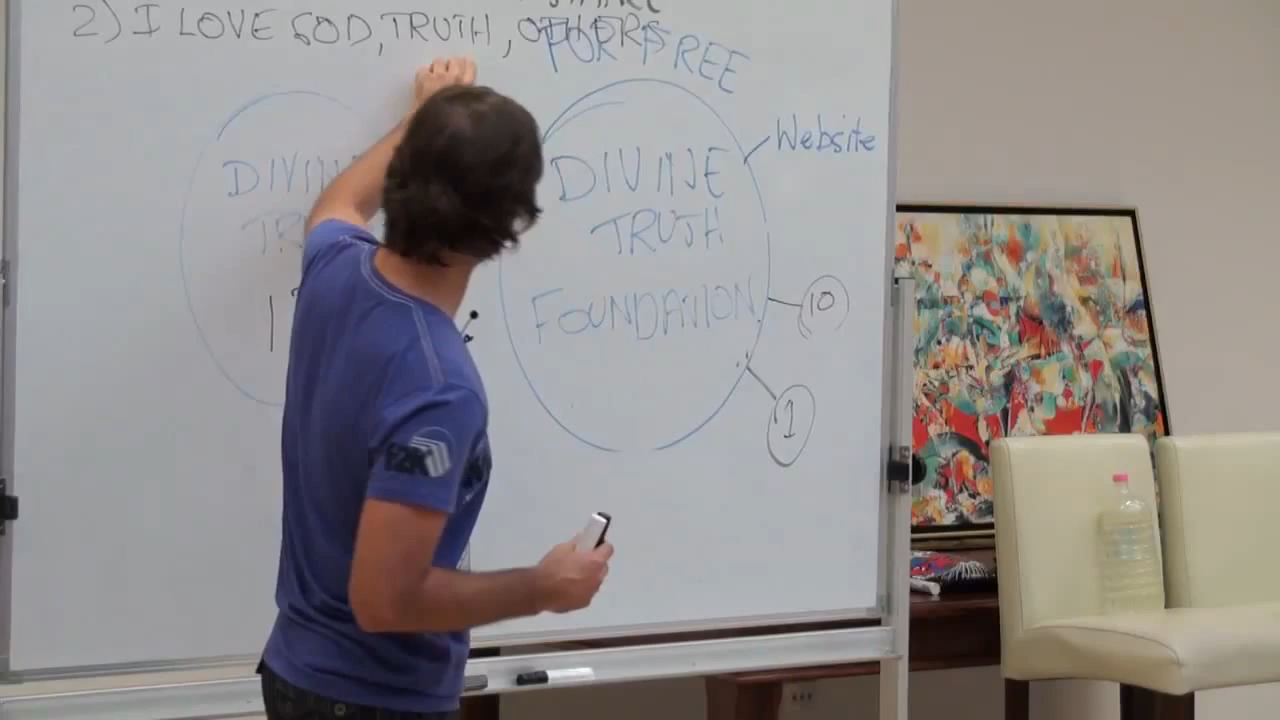 2) I LOVE GOD, TRUTH, OTHERS
FOR FREE
Website
DIVINE
TRUTH
FOUNDATION
10
1